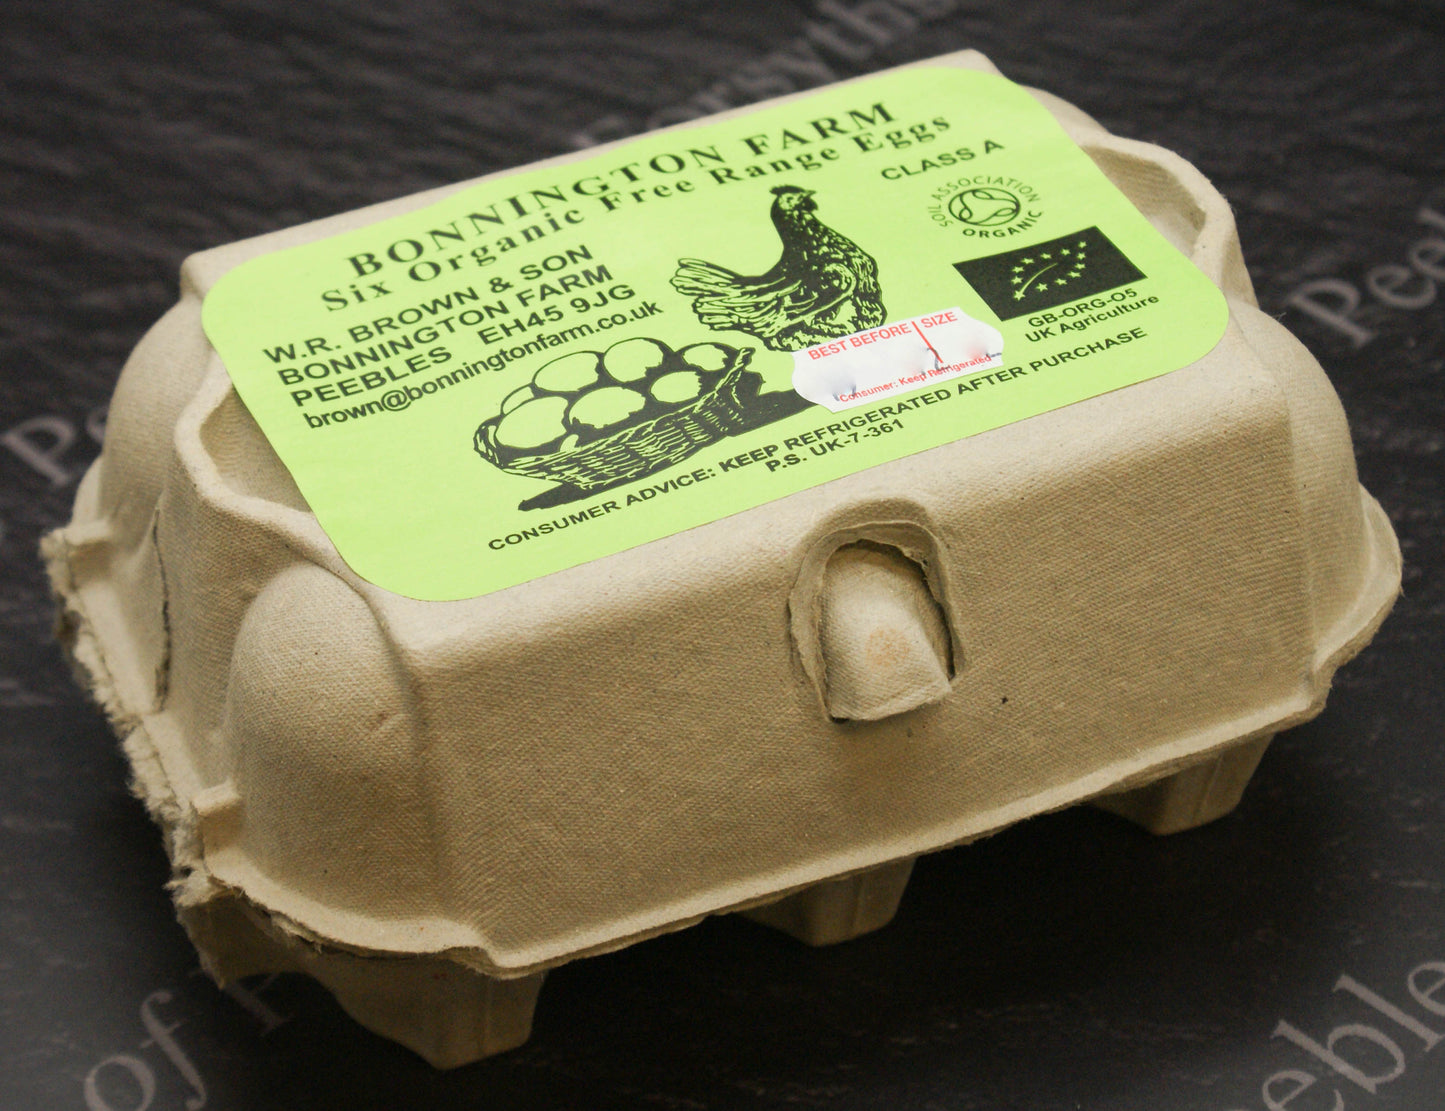 BONNINGTON FARM
Six Organic Free Range Eggs
CLASS A
W.R. BROWN & SON
BONNINGTON FARM
PEEBLES EH45 9JG
brown@bonningtonfarm.co.uk
SOIL ASSOCIATION
ORGANIC
GB-ORG-05
UK Agriculture
BEST BEFORE SIZE
Consumer: Keep Refrigerated
CONSUMER ADVICE: KEEP REFRIGERATED AFTER PURCHASE
P.S. UK-7-361
of